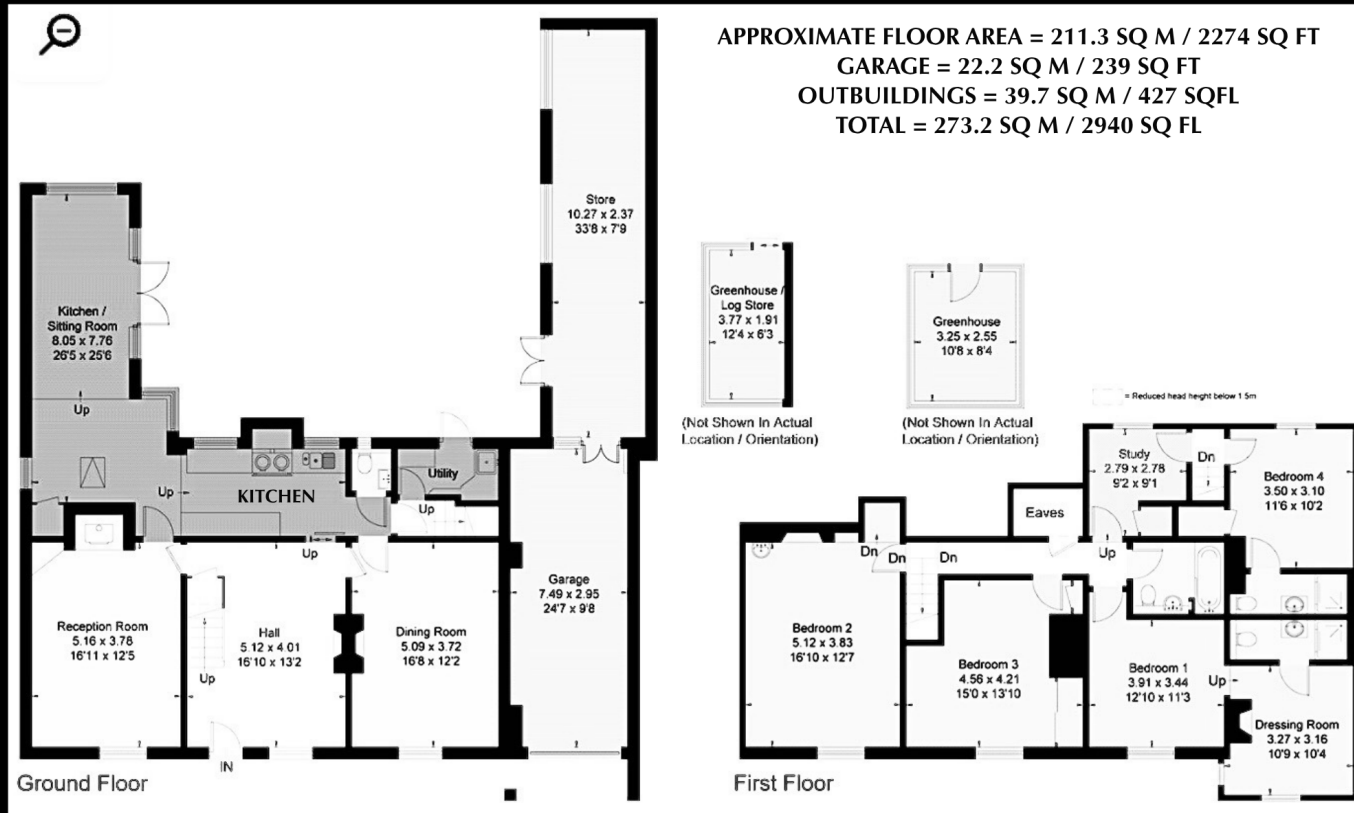 APPROXIMATE FLOOR AREA = 211.3 SQ M / 2274 SQ FT
GARAGE = 22.2 SQ M / 239 SQ FT
OUTBUILDINGS = 39.7 SQ M / 427 SQFL
TOTAL = 273.2 SQ M / 2940 SQ FL
Store
10.27 x 2.37
33'8 x 7'9
Kitchen /
Sitting Room
8.05 x 7.76
26'5 x 25'6
Up
Up
KITCHEN
Utility
Up
Up
Reception Room
5.16 x 3.78
16'11 x 12'5
Hall
5.12 x 4.01
16'10 x 13'2
Up
Dining Room
5.09 x 3.72
16'8 x 12'2
Garage
7.49 x 2.95
24'7 x 9'8
IN
Ground Floor
Greenhouse /
Log Store
3.77 x 1.91
12'4 x 6'3
(Not Shown In Actual
Location / Orientation)
Greenhouse
3.25 x 2.55
10'8 x 8'4
(Not Shown In Actual
Location / Orientation)
= Reduced head height below 1.5m
Study
2.79 x 2.78
9'2 x 9'1
Dn
Bedroom 4
3.50 x 3.10
11'6 x 10'2
Eaves
Dn
Dn
Dn
Up
Bedroom 2
5.12 x 3.83
16'10 x 12'7
Bedroom 3
4.56 x 4.21
15'0 x 13'10
Bedroom 1
3.91 x 3.44
12'10 x 11'3
Up
Dressing Room
3.27 x 3.16
10'9 x 10'4
First Floor